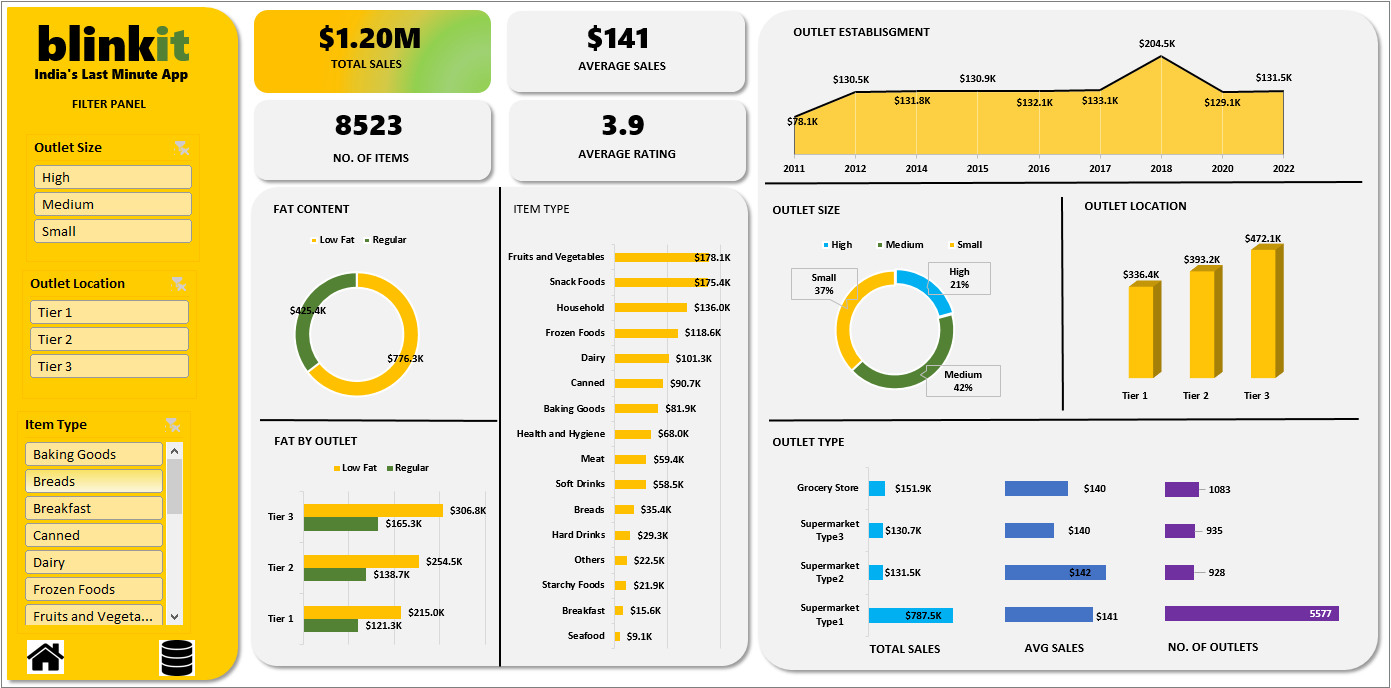 blinkit
India's Last Minute App
FILTER PANEL
Outlet Size
High
Medium
Small
Outlet Location
Tier 1
Tier 2
Tier 3
Item Type
Baking Goods
Breads
Breakfast
Canned
Dairy
Frozen Foods
Fruits and Vegeta...
$1.20M
TOTAL SALES
$141
AVERAGE SALES
8523
NO. OF ITEMS
3.9
AVERAGE RATING
FAT CONTENT
Low Fat Regular
$425.4K
$776.3K
FAT BY OUTLET
Low Fat Regular
Tier 3 $306.8K
$165.3K
Tier 2 $254.5K
$138.7K
Tier 1 $215.0K
$121.3K
ITEM TYPE
Fruits and Vegetables $178.1K
Snack Foods $175.4K
Household $136.0K
Frozen Foods $118.6K
Dairy $101.3K
Canned $90.7K
Baking Goods $81.9K
Health and Hygiene $68.0K
Meat $59.4K
Soft Drinks $58.5K
Breads $35.4K
Hard Drinks $29.3K
Others $22.5K
Starchy Foods $21.9K
Breakfast $15.6K
Seafood $9.1K
OUTLET ESTABLISGMENT
$78.1K $130.5K $131.8K $130.9K $132.1K $133.1K $204.5K $129.1K $131.5K
2011 2012 2014 2015 2016 2017 2018 2020 2022
OUTLET SIZE
High Medium Small
Small
37%
High
21%
Medium
42%
OUTLET LOCATION
$336.4K $393.2K $472.1K
Tier 1 Tier 2 Tier 3
OUTLET TYPE
Grocery Store $151.9K $140 1083
Supermarket
Type3 $130.7K $140 935
Supermarket
Type2 $131.5K $142 928
Supermarket
Type1 $787.5K $141 5577
TOTAL SALES AVG SALES NO. OF OUTLETS